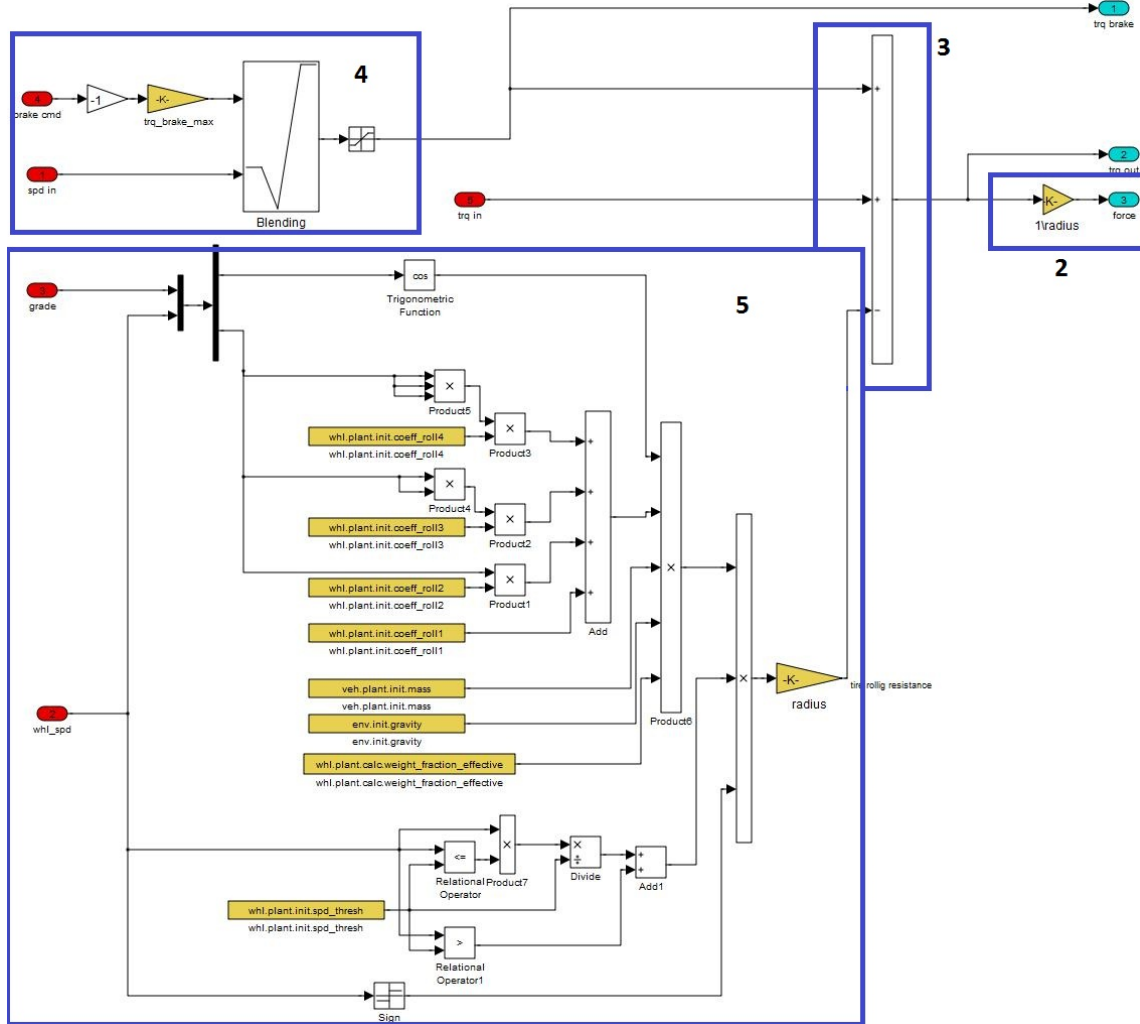 1
trq brake
3
4
4
brake cmd
-1
-K-
trq_brake_max
spd in
Blending
+
2
trq out
5
trq in
+
K-
1\radius
3
force
2
grade
cos
Trigonometric
Function
5
−
×
Product5
whl.plant.init.coeff_roll4
whl.plant.init.coeff_roll4
×
Product3
+
×
Product4
whl.plant.init.coeff_roll3
whl.plant.init.coeff_roll3
×
Product2
+
whl.plant.init.coeff_roll2
whl.plant.init.coeff_roll2
×
Product1
+
whl.plant.init.coeff_roll1
whl.plant.init.coeff_roll1
+
Add
veh.plant.init.mass
veh.plant.init.mass
env.init.gravity
env.init.gravity
whl.plant.calc.weight_fraction_effective
whl.plant.calc.weight_fraction_effective
×
Product6
2
whl_spd
×
-K-
radius
tire rollig resistance
<=
Relational
Operator
×
Product7
×
÷
Divide
+
+
Add1
whl.plant.init.spd_thresh
whl.plant.init.spd_thresh
>
Relational
Operator1
Sign